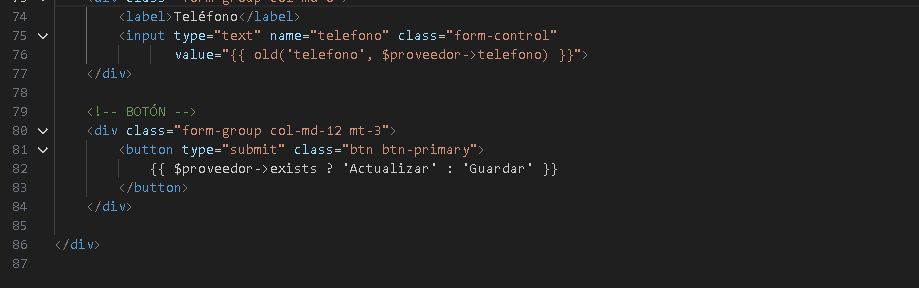 74 <label>Teléfono</label>
75 <input type="text" name="telefono" class="form-control"
76 value="{{ old('telefono', $proveedor->telefono) }}">
77 </div>
78
79 <!-- BOTÓN -->
80 <div class="form-group col-md-12 mt-3">
81 <button type="submit" class="btn btn-primary">
82 {{ $proveedor->exists ? 'Actualizar' : 'Guardar' }}
83 </button>
84 </div>
85
86 </div>
87